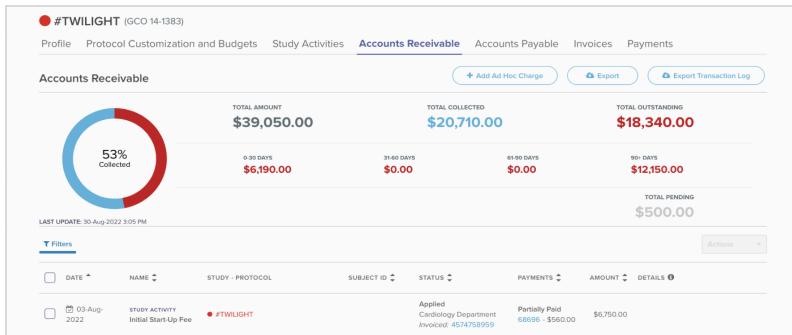 #TWILIGHT (GCO 14-1383)
Profile Protocol Customization and Budgets Study Activities Accounts Receivable Accounts Payable Invoices Payments
Accounts Receivable
+ Add Ad Hoc Charge Export Export Transaction Log
TOTAL AMOUNT TOTAL COLLECTED TOTAL OUTSTANDING
$39,050.00 $20,710.00 $18,340.00
53%
Collected
0-30 DAYS 31-60 DAYS 61-90 DAYS 90+ DAYS
$6,190.00 $0.00 $0.00 $12,150.00
TOTAL PENDING
$500.00
LAST UPDATE: 30-Aug-2022 3:05 PM
Filters Actions
DATE NAME STUDY - PROTOCOL SUBJECT ID STATUS PAYMENTS AMOUNT DETAILS
03-Aug-2022 STUDY ACTIVITY Initial Start-Up Fee #TWILIGHT Applied Cardiology Department Invoiced: 4574758959 Partially Paid 68696 - $560.00 $6,750.00